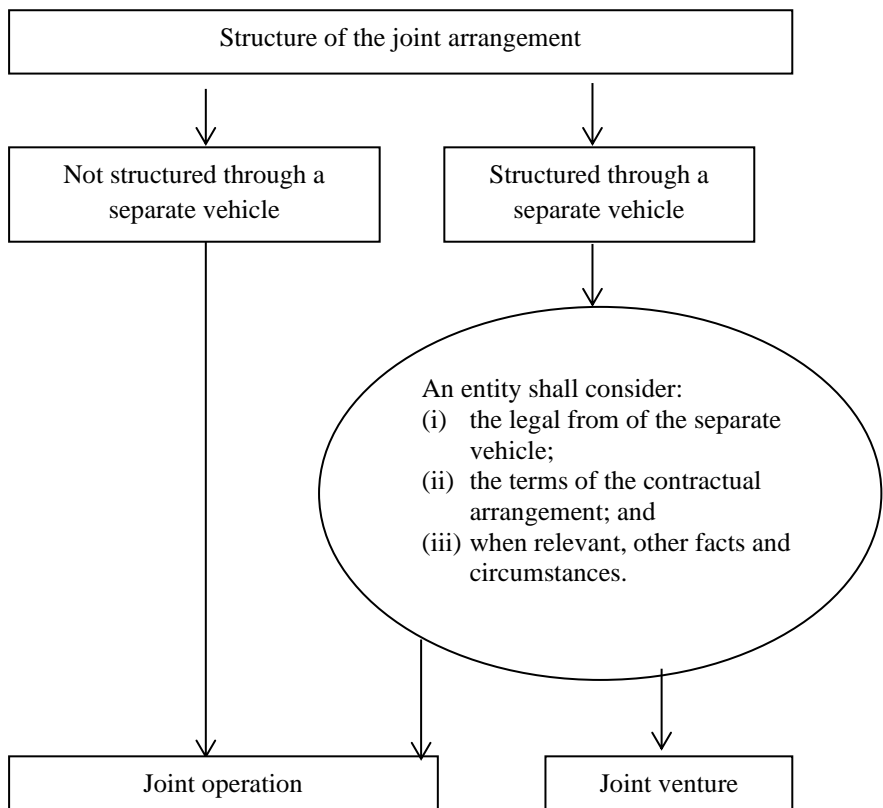 Structure of the joint arrangement
Not structured through a
separate vehicle
Structured through a
separate vehicle
An entity shall consider:
(i) the legal from of the separate
vehicle;
(ii) the terms of the contractual
arrangement; and
(iii) when relevant, other facts and
circumstances.
Joint operation
Joint venture